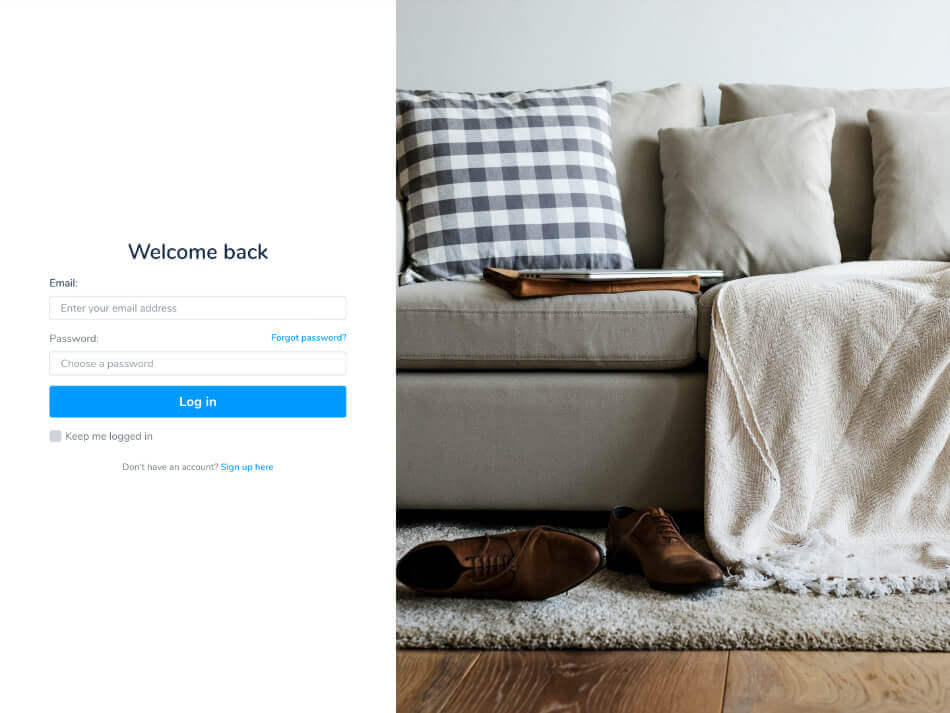 Welcome back
Email:
Enter your email address
Password:
Forgot password?
Choose a password
Log in
Keep me logged in
Don't have an account? Sign up here